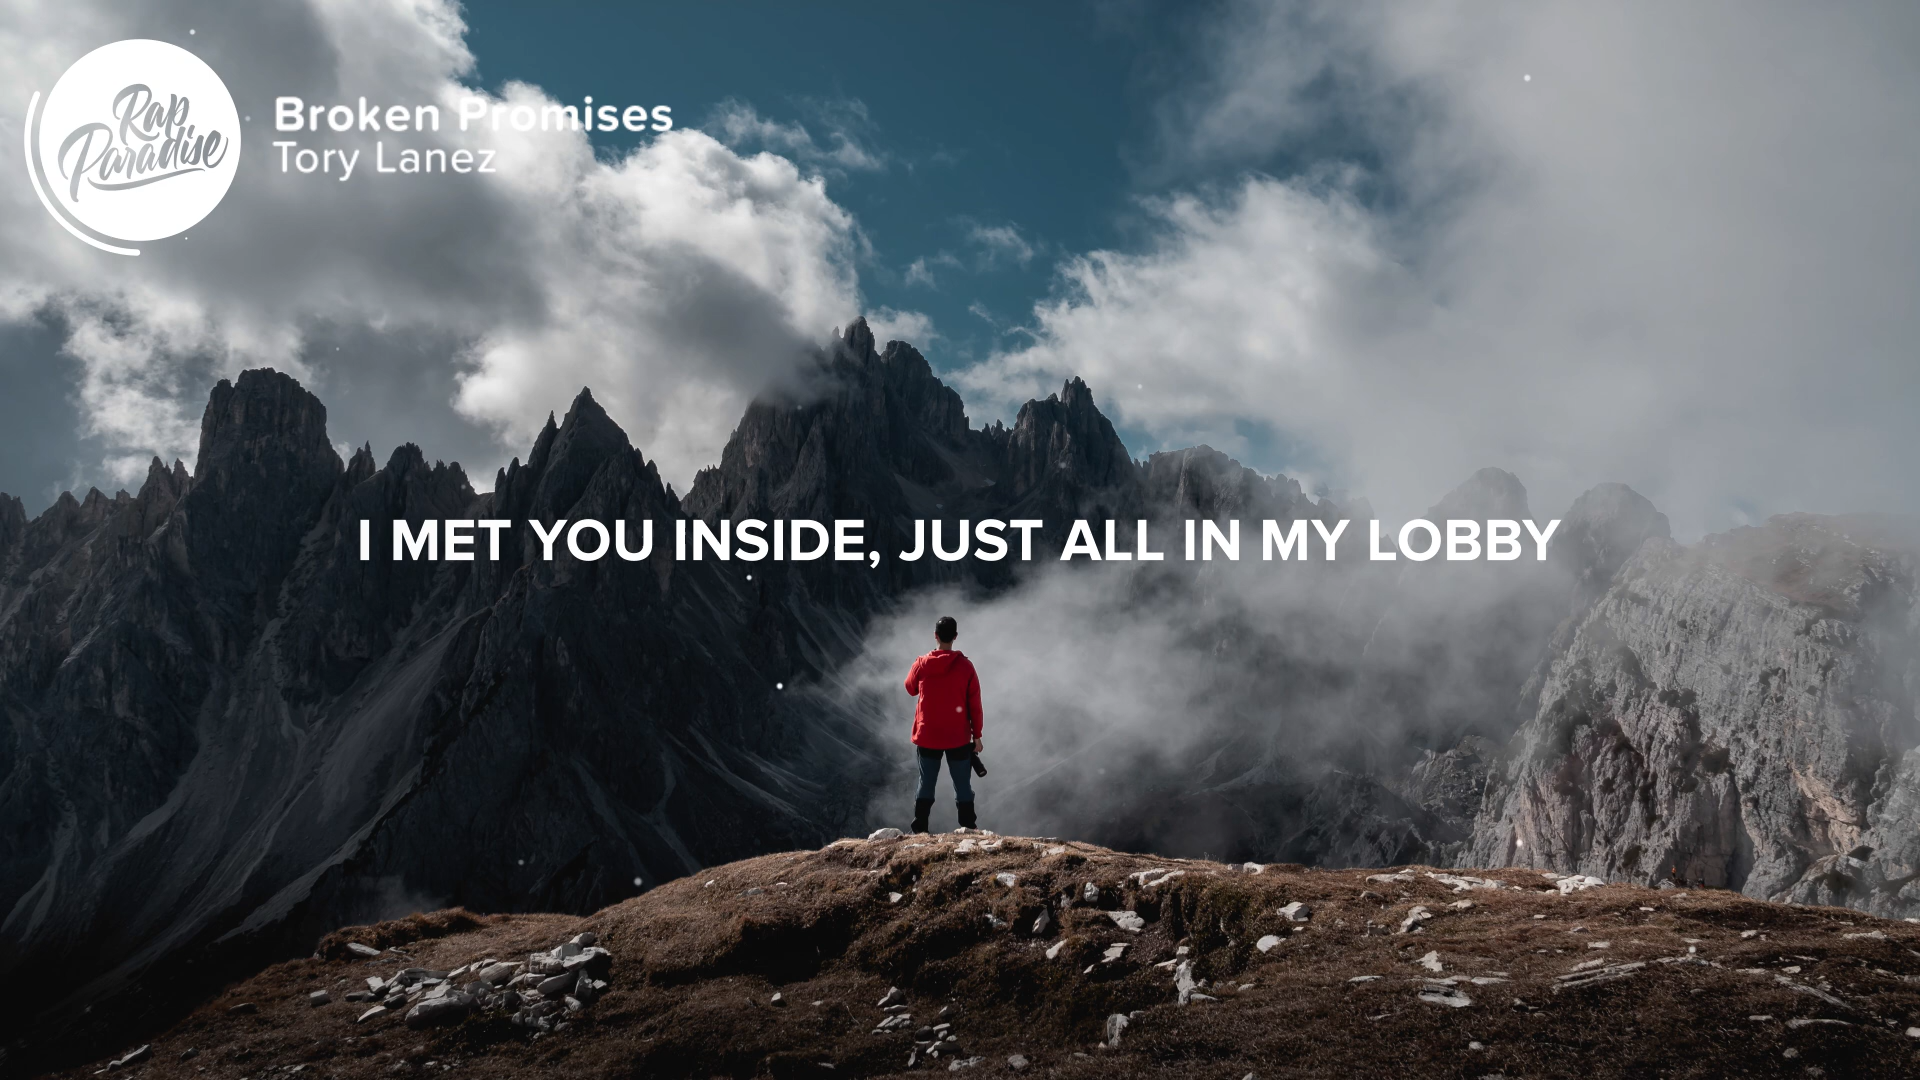 Rap
Paradise
Broken Promises
Tory Lanez
I MET YOU INSIDE, JUST ALL IN MY LOBBY